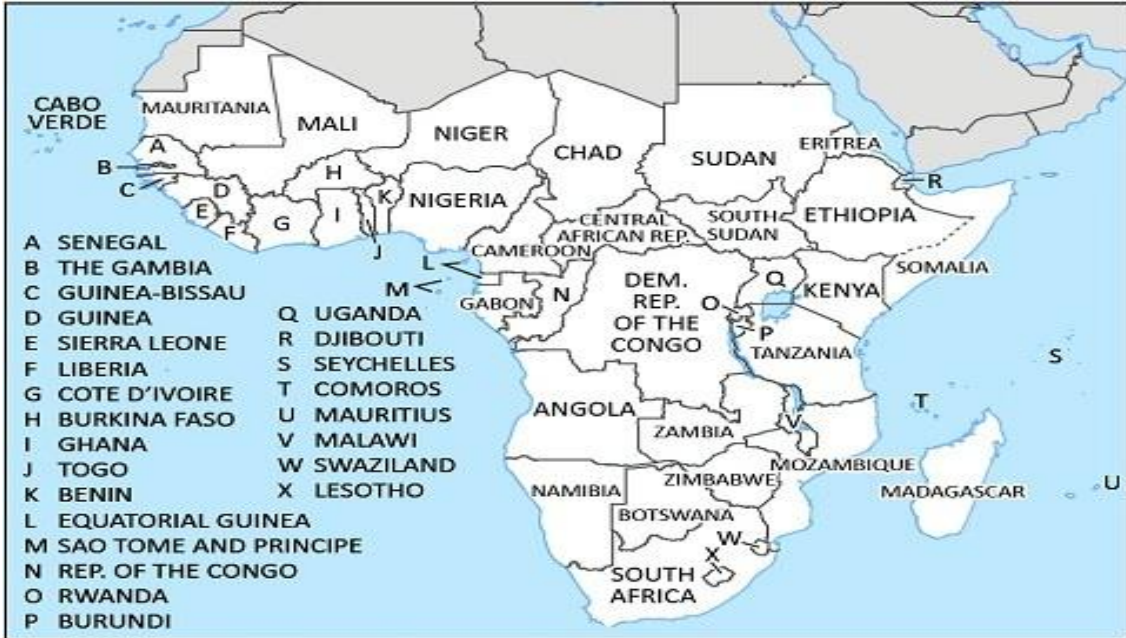 CABO
VERDE
MAURITANIA
MALI
NIGER
CHAD
SUDAN
ERITREA
A
B
C
D
E
F
G
H
I
J
K
NIGERIA
R
CENTRAL
AFRICAN REP.
SOUTH
SUDAN
ETHIOPIA
CAMEROON
SOMALIA
L
M
GABON
N
DEM.
REP.
OF THE
CONGO
O
P
Q
KENYA
TANZANIA
S
T
ANGOLA
ZAMBIA
V
MOZAMBIQUE
NAMIBIA
ZIMBABWE
MADAGASCAR
U
BOTSWANA
W
X
SOUTH
AFRICA
A SENEGAL
B THE GAMBIA
C GUINEA-BISSAU
D GUINEA
E SIERRA LEONE
F LIBERIA
G COTE D'IVOIRE
H BURKINA FASO
I GHANA
J TOGO
K BENIN
L EQUATORIAL GUINEA
M SAO TOME AND PRINCIPE
N REP. OF THE CONGO
O RWANDA
P BURUNDI
Q UGANDA
R DJIBOUTI
S SEYCHELLES
T COMOROS
U MAURITIUS
V MALAWI
W SWAZILAND
X LESOTHO